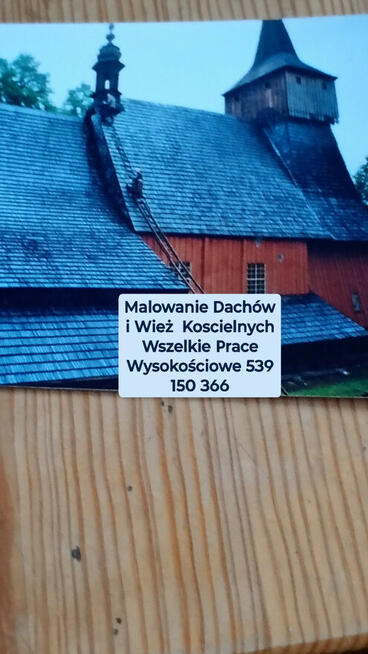 Malowanie Dachów
i Wież Koscielnych
Wszelkie Prace
Wysokościowe 539
150 366